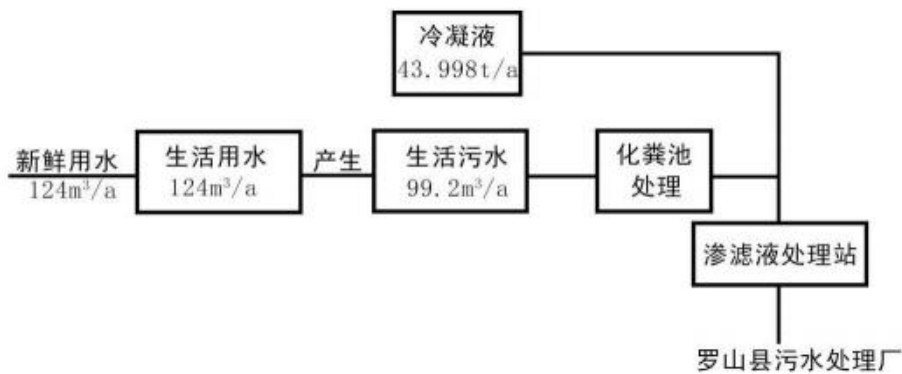 冷凝液
43.998t/a
新鲜用水
124m³/a
生活用水
124m³/a
产生
生活污水
99.2m³/a
化粪池
处理
渗滤液处理站
罗山县污水处理厂